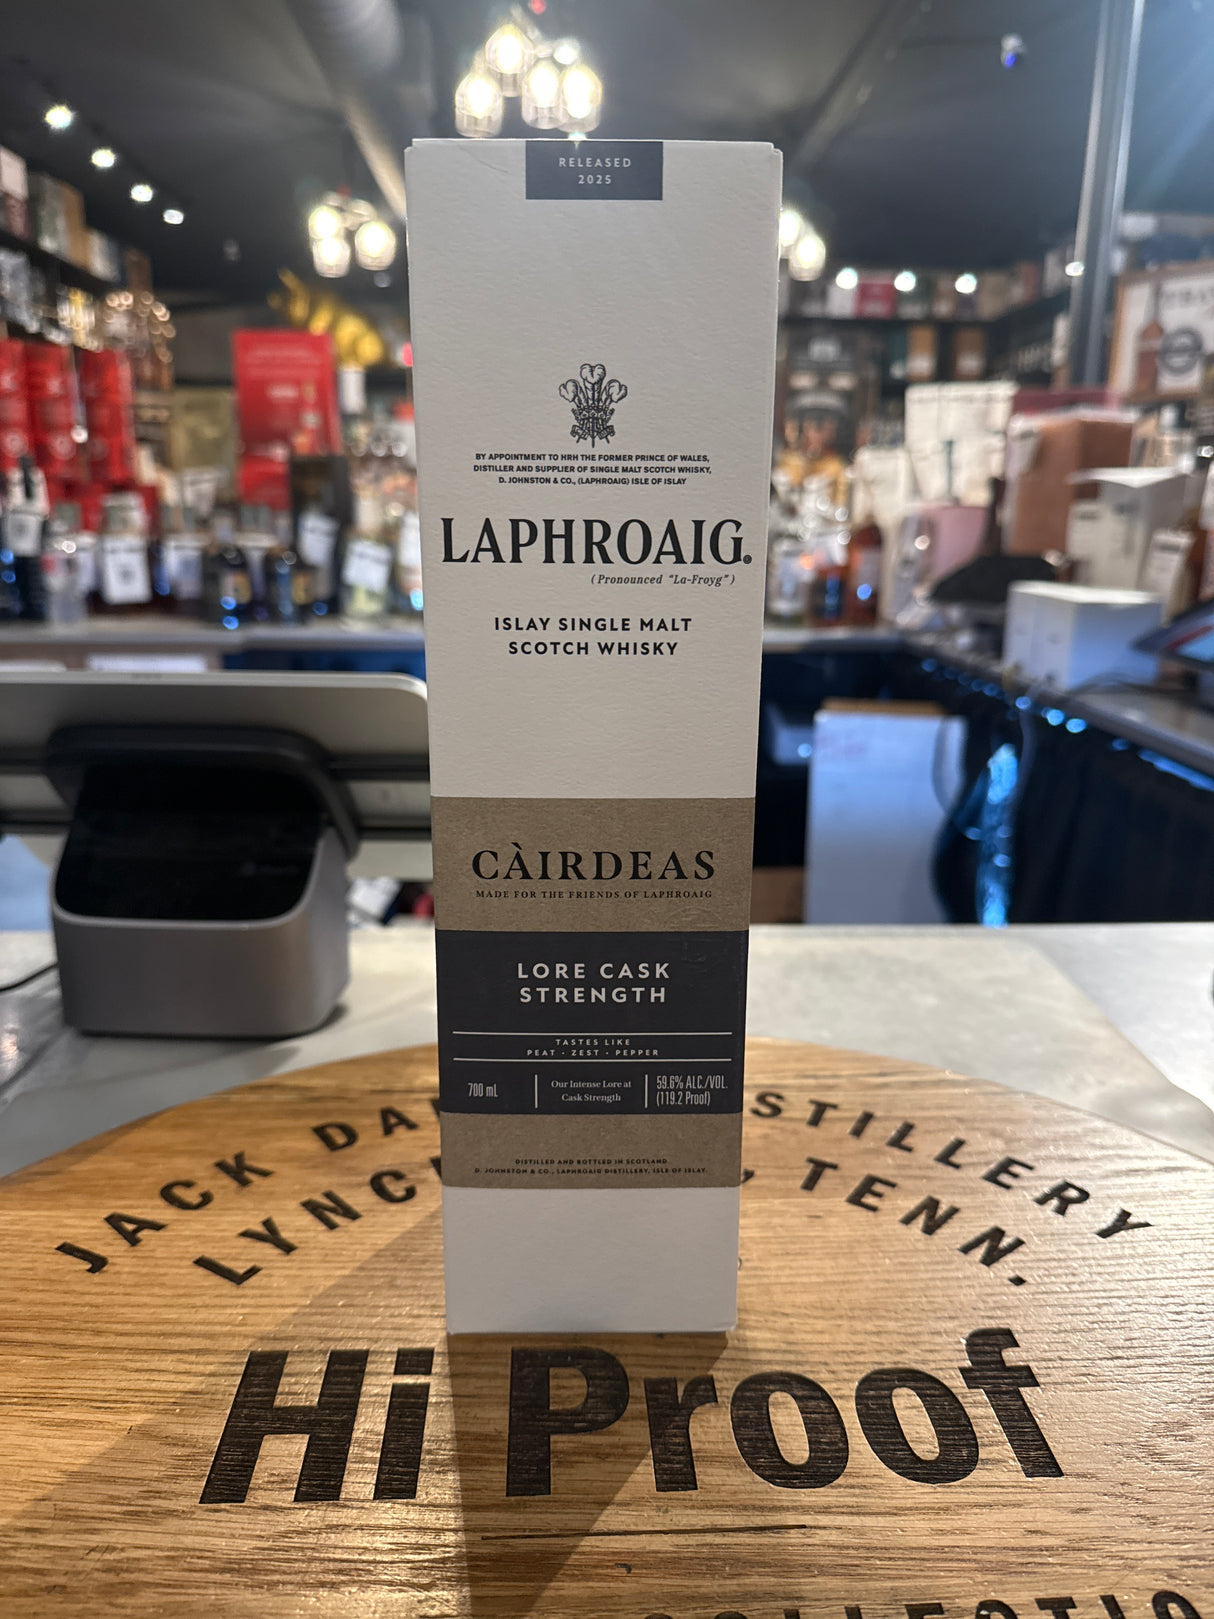 RELEASED
2025
BY APPOINTMENT TO HRH THE FORMER PRINCE OF WALES,
DISTILLER AND SUPPLIER OF SINGLE MALT SCOTCH WHISKY,
D. JOHNSTON & CO., (LAPHROAIG) ISLE OF ISLAY
LAPHROAIG®
(Pronounced "La-Froyg")
ISLAY SINGLE MALT
SCOTCH WHISKY
CÀIRDEAS
MADE FOR THE FRIENDS OF LAPHROAIG
LORE CASK
STRENGTH
TASTES LIKE
PEAT · ZEST · PEPPER
700 mL
Our Intense Lore at
Cask Strength
59.6% ALC./VOL.
(119.2 Proof)
DISTILLED AND BOTTLED IN SCOTLAND
D. JOHNSTON & CO., LAPHROAIG DISTILLERY, ISLE OF ISLAY.
JACK DA STILLERY
LYNC , TENN.
Hi Proof